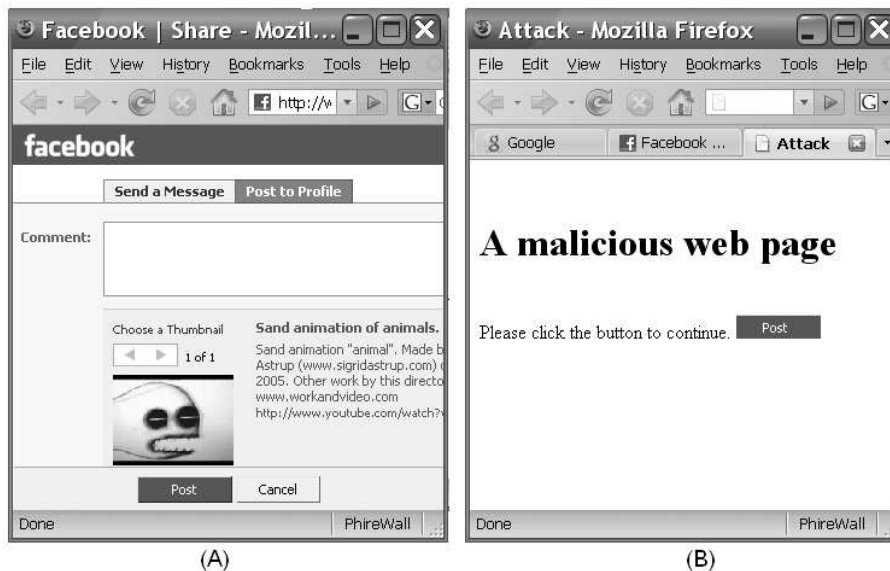 Facebook | Share - Mozil...
File Edit View History Bookmarks Tools Help
http://w G
facebook
Send a Message Post to Profile
Comment:
Choose a Thumbnail
1 of 1
Sand animation of animals.
Sand animation "animal". Made b
Astrup (www.sigridastrup.com)
2005. Other work by this directo
www.workandvideo.com
http://www.youtube.com/watch?v
Post Cancel
Done PhireWall
(A)
Attack - Mozilla Firefox
File Edit View History Bookmarks Tools Help
G
Google Facebook ... Attack
A malicious web page
Please click the button to continue. Post
Done PhireWall
(B)